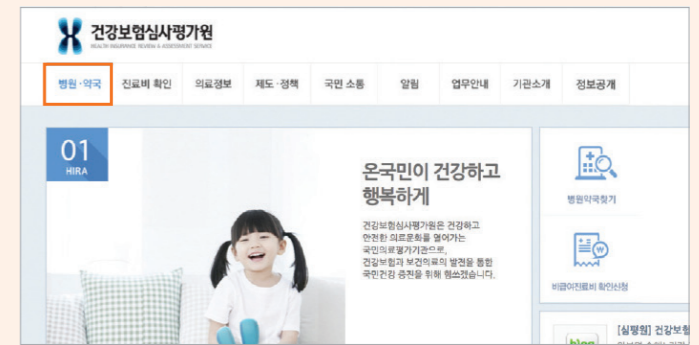 건강보험심사평가원
HEALTH INSURANCE REVIEW & ASSESSMENT SERVICE
병원·약국 진료비 확인 의료정보 제도·정책 국민 소통 알림 업무안내 기관소개 정보공개
01
HIRA
온국민이 건강하고
행복하게
건강보험심사평가원은 건강하고
안전한 의료문화를 열어가는
국민의료평가기관으로,
건강보험과 보건의료의 발전을 통한
국민건강 증진을 위해 힘쓰겠습니다.
병원약국찾기
비급여진료비 확인신청
[심평원] 건강보험
blog